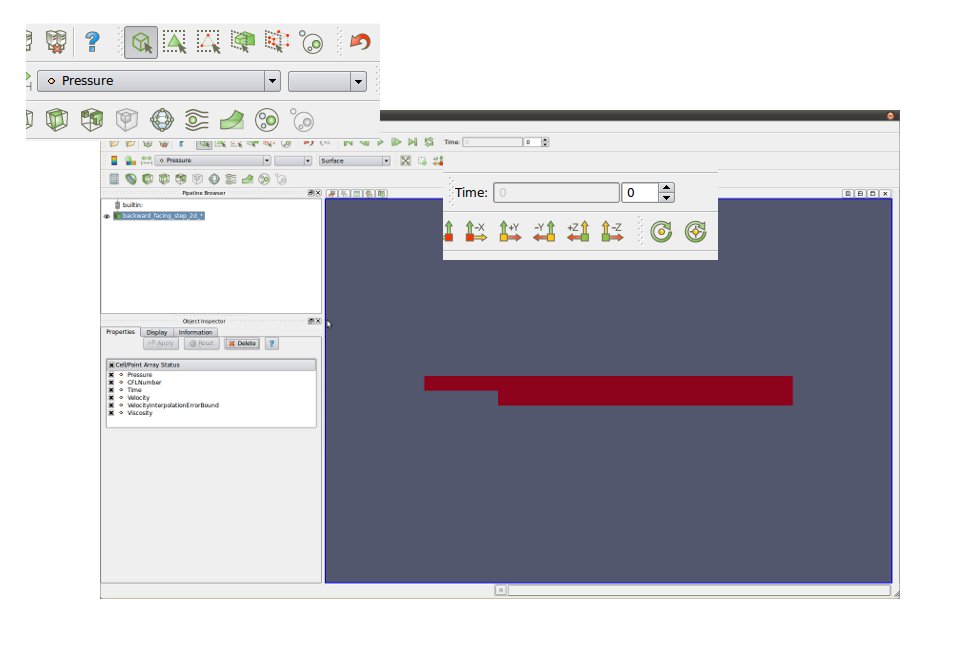 ?
Pressure
Time:
0
Pressure
Surface
Pipeline Browser
Time: 0
0
builtin:
backward_facing_step_2d *
-X
+Y
-Y
+Z
-Z
Object Inspector
Properties Display Information
Apply Reset Delete ?
Cell/Point Array Status
Pressure
CFLNumber
Time
Velocity
VelocityInterpolationErrorBound
Viscosity